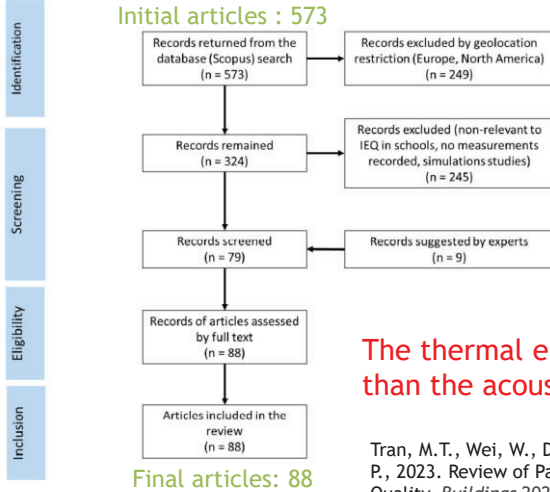 Initial articles : 573
Identification
Records returned from the
database (Scopus) search
(n = 573)
Records excluded by geolocation
restriction (Europe, North America)
(n = 249)
Screening
Records remained
(n = 324)
Records excluded (non-relevant to
IEQ in schools, no measurements
recorded, simulations studies)
(n = 245)
Records screened
(n = 79)
Records suggested by experts
(n = 9)
Eligibility
Records of articles assessed
by full text
(n = 88)
Inclusion
Articles included in the
review
(n = 88)
Final articles: 88
The thermal e
than the acous
Tran, M.T., Wei, W., D
P., 2023. Review of Pa
Quality. Buildings 202